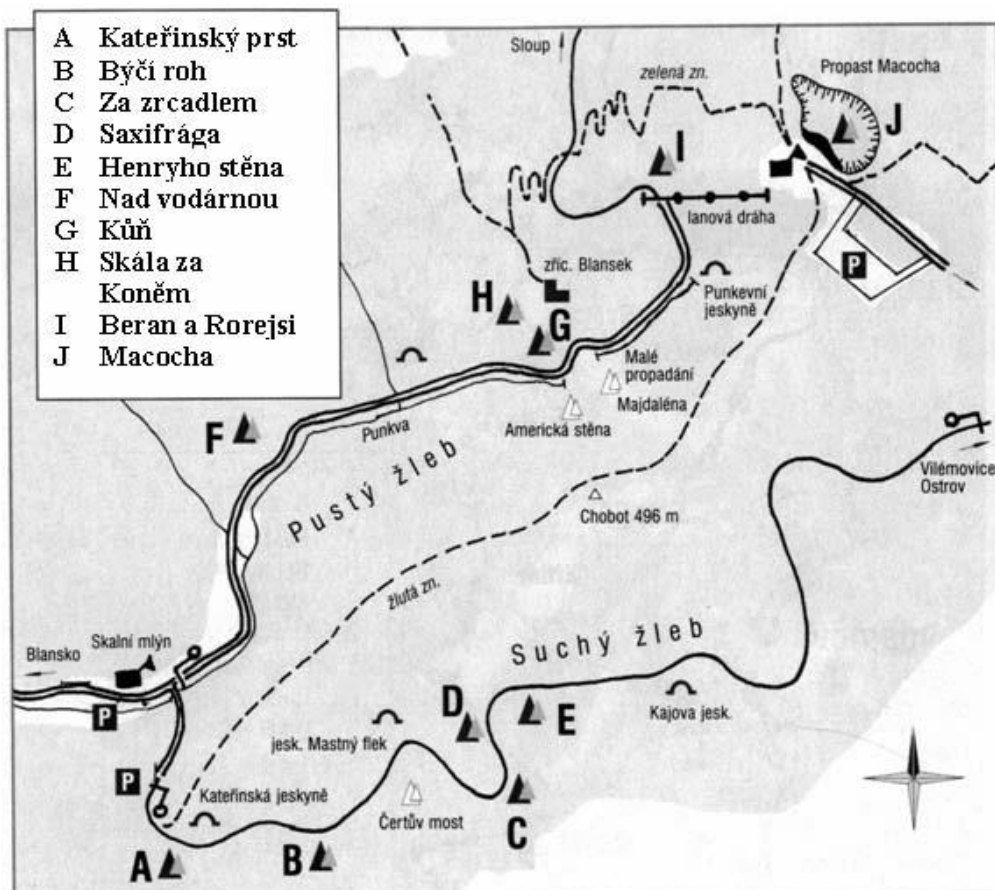 A Kateřinský prst
B Býčí roh
C Za zrcadlem
D Saxifrága
E Henryho stěna
F Nad vodárnou
G Kůň
H Skála za
Koněm
I Beran a Rorejsi
J Macocha
Sloup
zelená zn.
Propast Macocha
J
I
lanová dráha
P
zříc. Blansek
H
G
Punkevní
jeskyně
Malé
propadání
Majdaléna
Americká stěna
Punkva
F
Pustý žleb
Vilémovice
Ostrov
Chobot 496 m
žlutá zn.
Suchý žleb
Skalní mlýn
Blansko
P
D
E
Kajova jesk.
jesk. Mastný flek
P
Kateřinská jeskyně
Čertův most
C
A
B